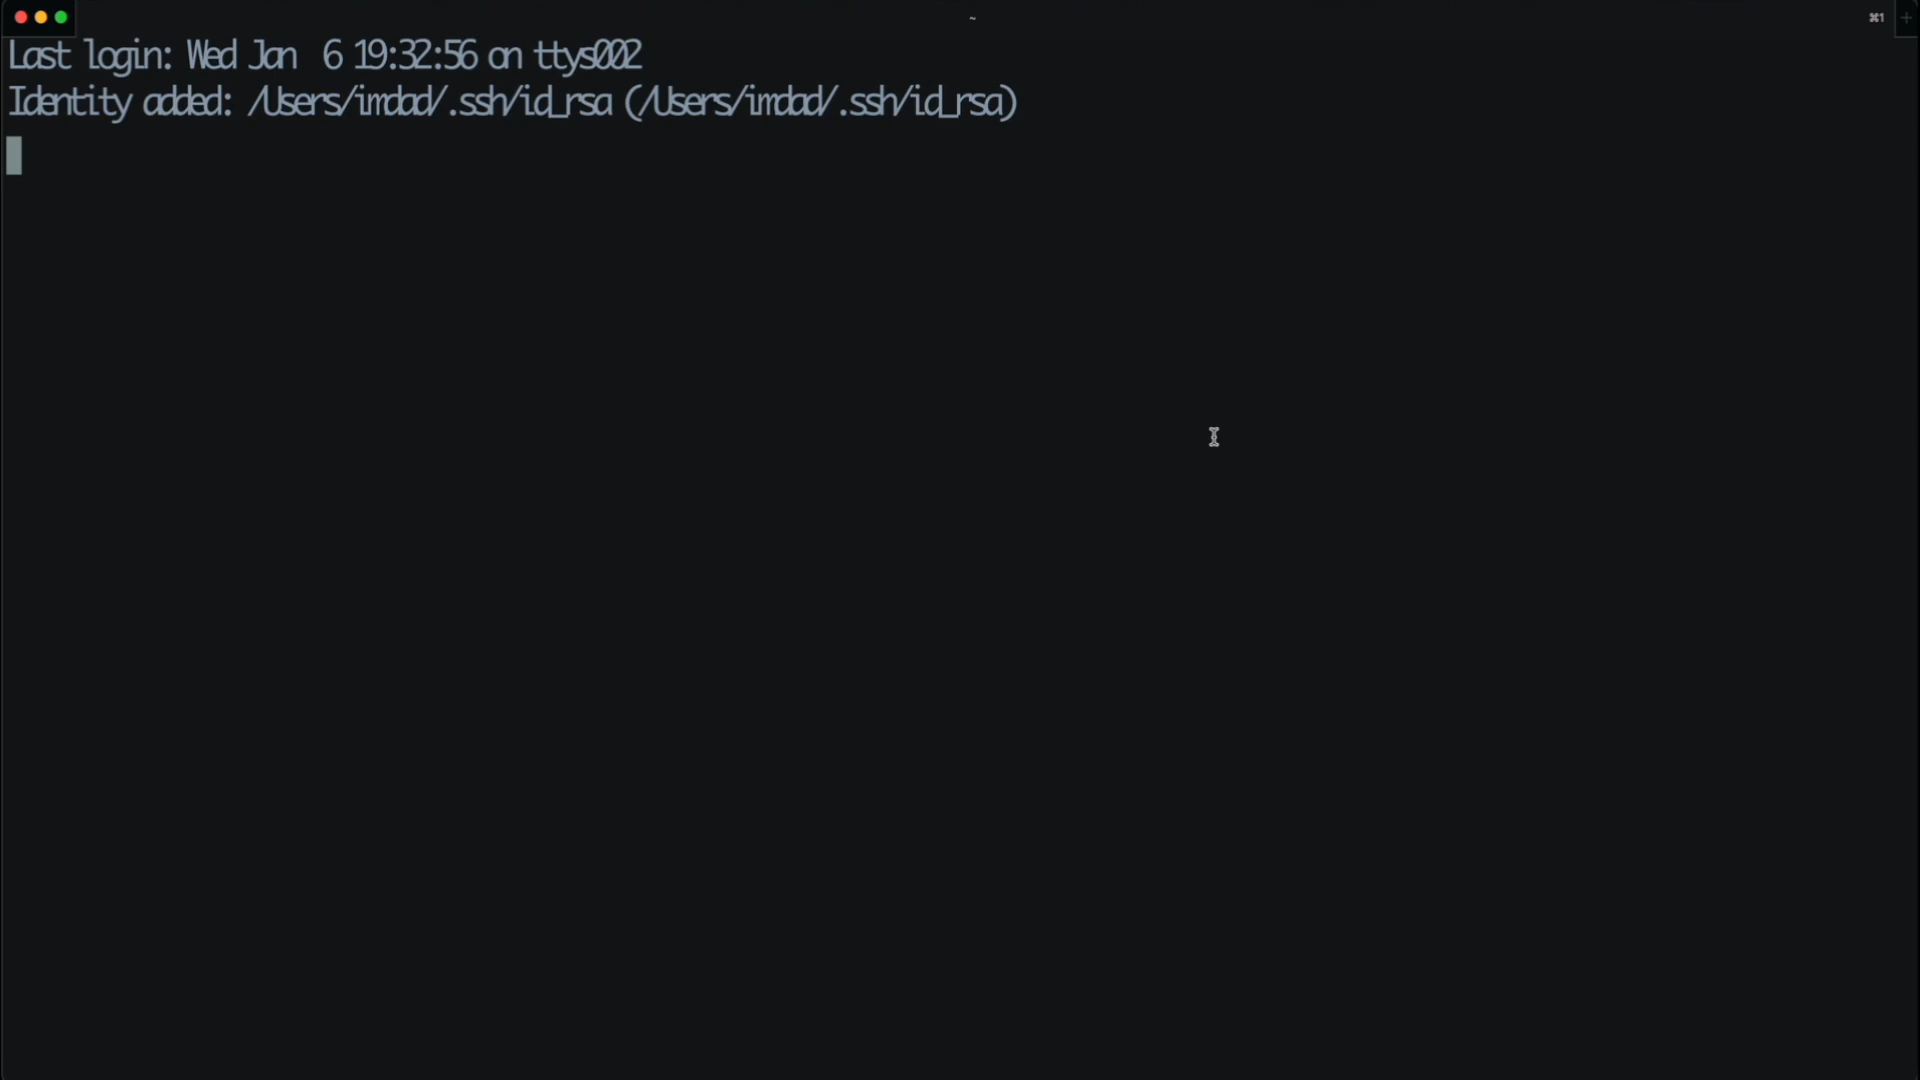 ~
⌘1
+
Last login: Wed Jan  6 19:32:56 on ttys002
Identity added: /Users/imdad/.ssh/id_rsa (/Users/imdad/.ssh/id_rsa)